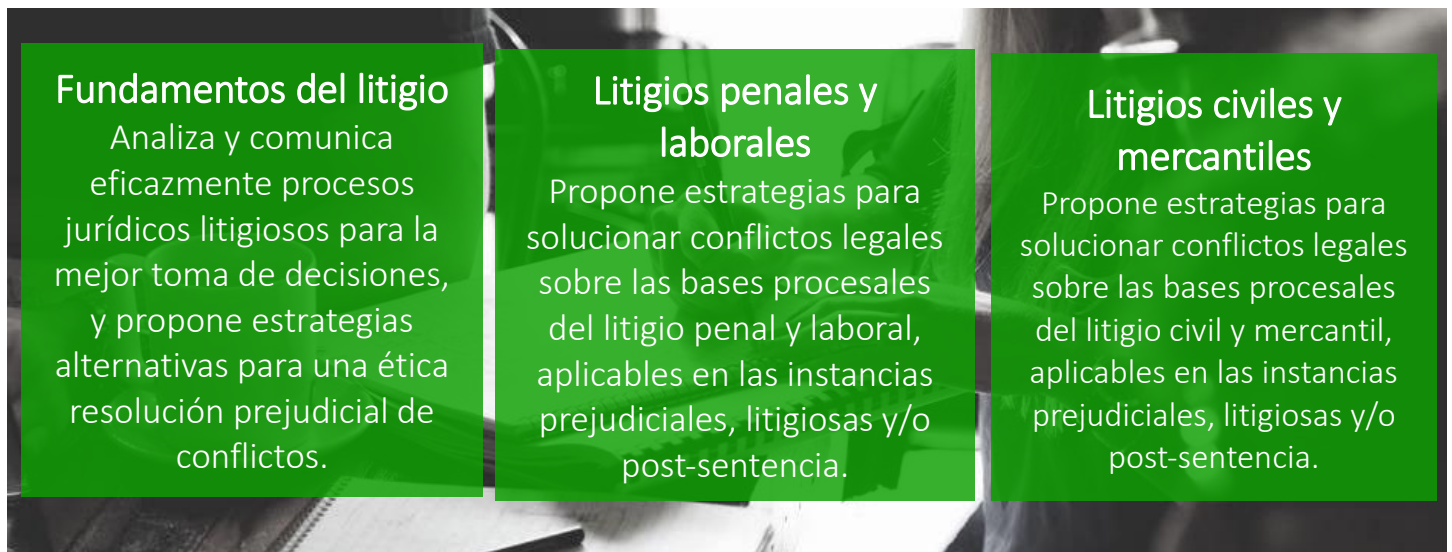 Fundamentos del litigio
Analiza y comunica
eficazmente procesos
jurídicos litigiosos para la
mejor toma de decisiones,
y propone estrategias
alternativas para una ética
resolución prejudicial de
conflictos.
Litigios penales y
laborales
Propone estrategias para
solucionar conflictos legales
sobre las bases procesales
del litigio penal y laboral,
aplicables en las instancias
prejudiciales, litigiosas y/o
post-sentencia.
Litigios civiles y
mercantiles
Propone estrategias para
solucionar conflictos legales
sobre las bases procesales
del litigio civil y mercantil,
aplicables en las instancias
prejudiciales, litigiosas y/o
post-sentencia.